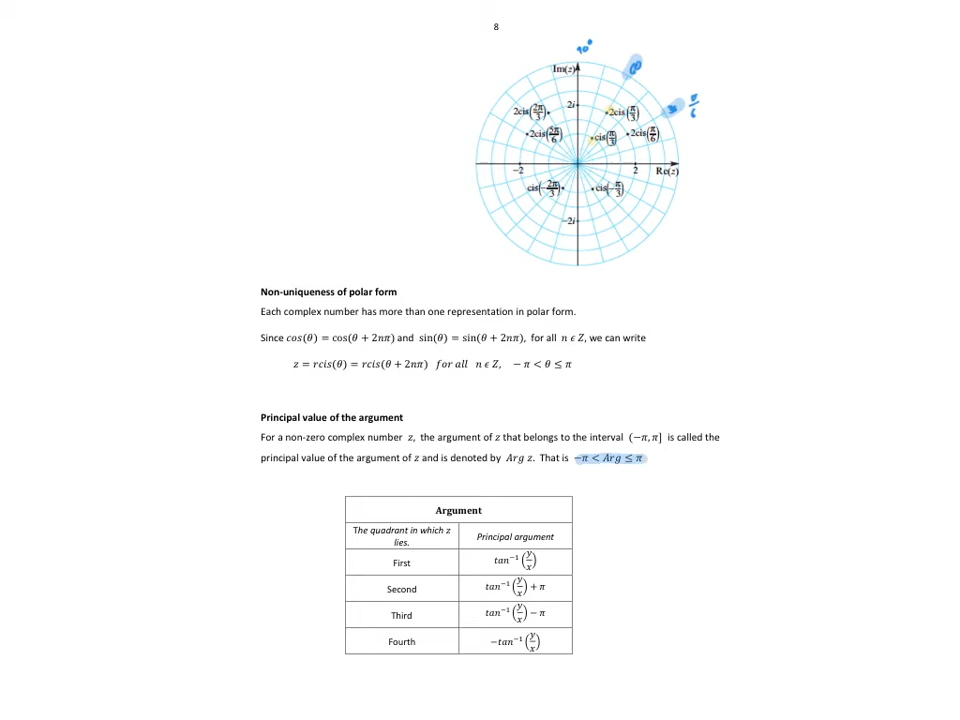 8
90°
60
30 π/6
Im(z)
2cis(2π/3) 2i 2cis(π/3)
2cis(5π/6) cis(π/3) 2cis(π/6)
-2 2 Re(z)
cis(-2π/3) cis(-π/3)
-2i
Non-uniqueness of polar form
Each complex number has more than one representation in polar form.
Since cos(θ) = cos(θ + 2nπ) and sin(θ) = sin(θ + 2nπ), for all n ϵ Z, we can write
z = rcis(θ) = rcis(θ + 2nπ) for all n ϵ Z, − π < θ ≤ π
Principal value of the argument
For a non-zero complex number z, the argument of z that belongs to the interval (−π, π] is called the
principal value of the argument of z and is denoted by Arg z. That is −π < Arg ≤ π
Argument
The quadrant in which z lies. Principal argument
First tan⁻¹(y/x)
Second tan⁻¹(y/x) + π
Third tan⁻¹(y/x) − π
Fourth −tan⁻¹(y/x)